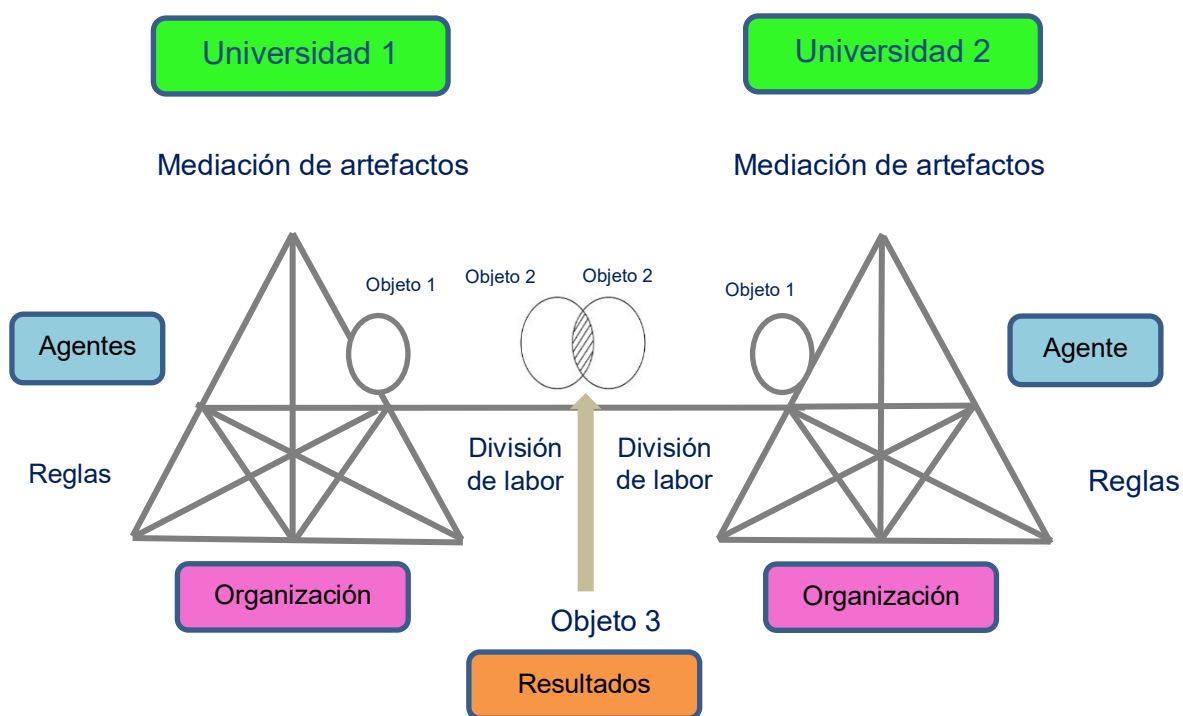 Universidad 1
Universidad 2
Mediación de artefactos
Mediación de artefactos
Objeto 1
Objeto 2
Objeto 2
Objeto 1
Agentes
Agente
Reglas
División
de labor
División
de labor
Reglas
Organización
Organización
Objeto 3
Resultados